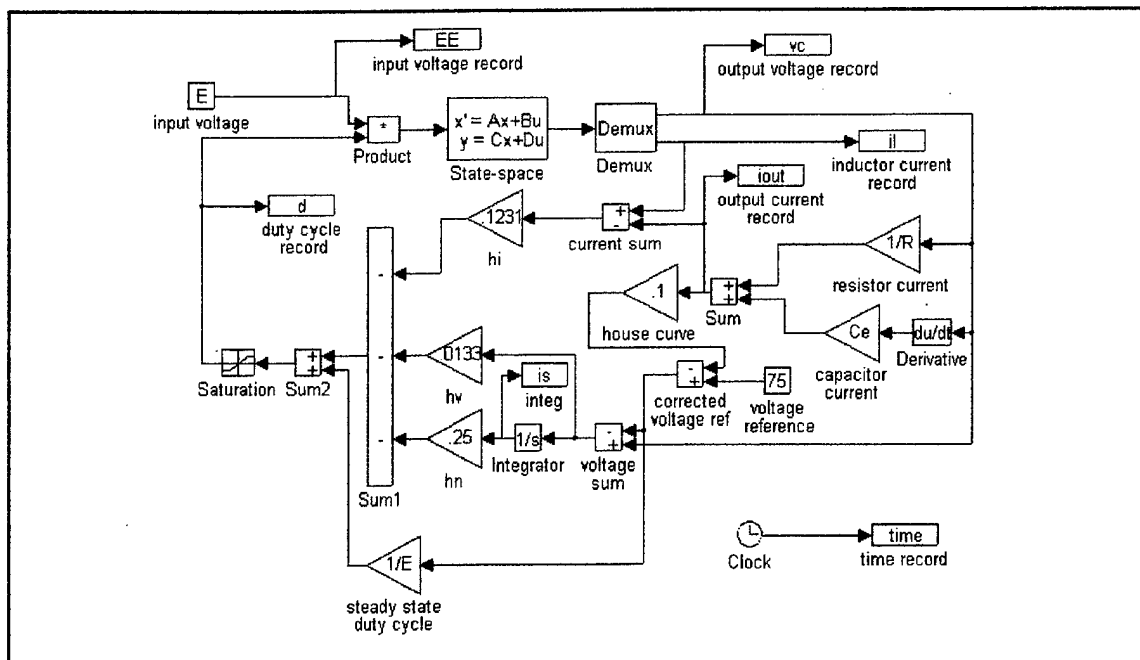 EE
input voltage record
vc
output voltage record
E
input voltage
*
Product
x' = Ax+Bu
y = Cx+Du
State-space
Demux
Demux
il
inductor current
record
iout
output current
record
d
duty cycle
record
.1231
hi
+
-
current sum
1/R
resistor current
.1
house curve
+
+
Sum
Ce
capacitor
current
du/dt
Derivative
-
-
-
Sum1
.0133
hv
is
integ
-
+
corrected
voltage ref
75
voltage
reference
Saturation
+
+
Sum2
.25
hn
1/s
Integrator
-
+
voltage
sum
1/E
steady state
duty cycle
Clock
time
time record